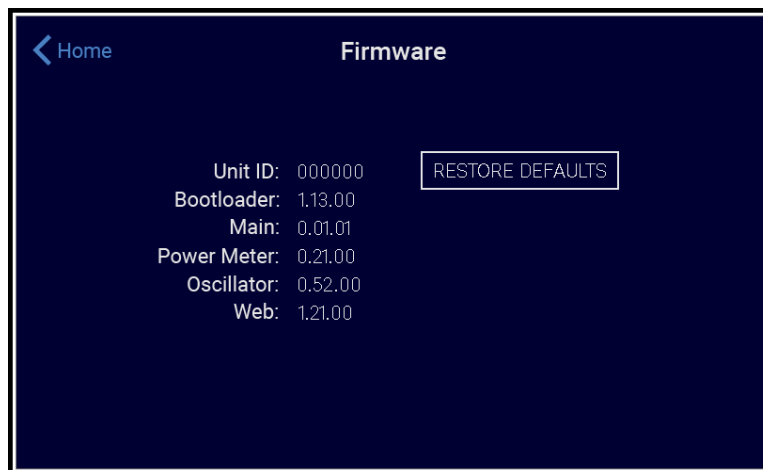 Home
Firmware
Unit ID: 000000
RESTORE DEFAULTS
Bootloader: 1.13.00
Main: 0.01.01
Power Meter: 0.21.00
Oscillator: 0.52.00
Web: 1.21.00